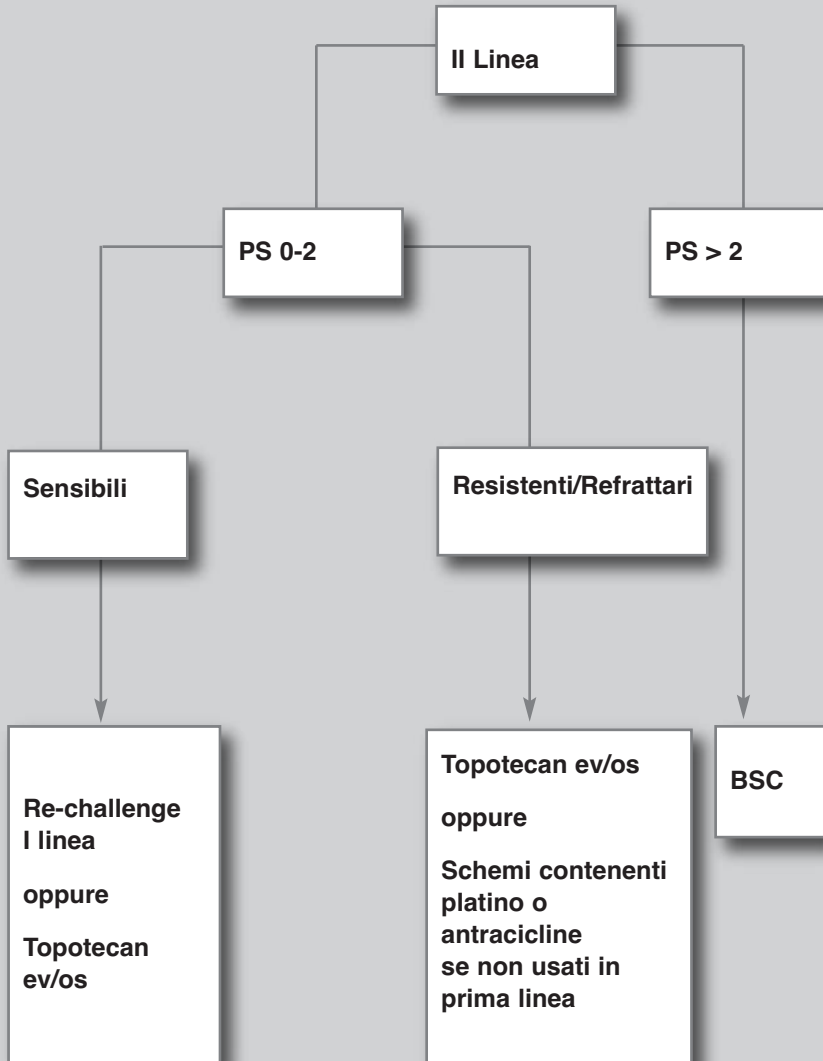 II Linea
PS 0-2
PS > 2
Sensibili
Resistenti/Refrattari
Re-challenge
I linea
oppure
Topotecan
ev/os
Topotecan ev/os
oppure
Schemi contenenti
platino o
antracicline
se non usati in
prima linea
BSC